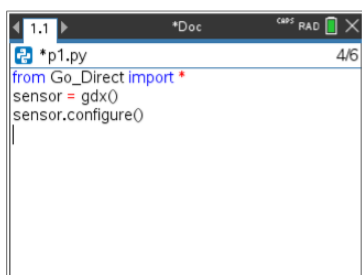 1.1 *Doc CAPS RAD
*p1.py 4/6
from Go_Direct import *
sensor = gdx()
sensor.configure()